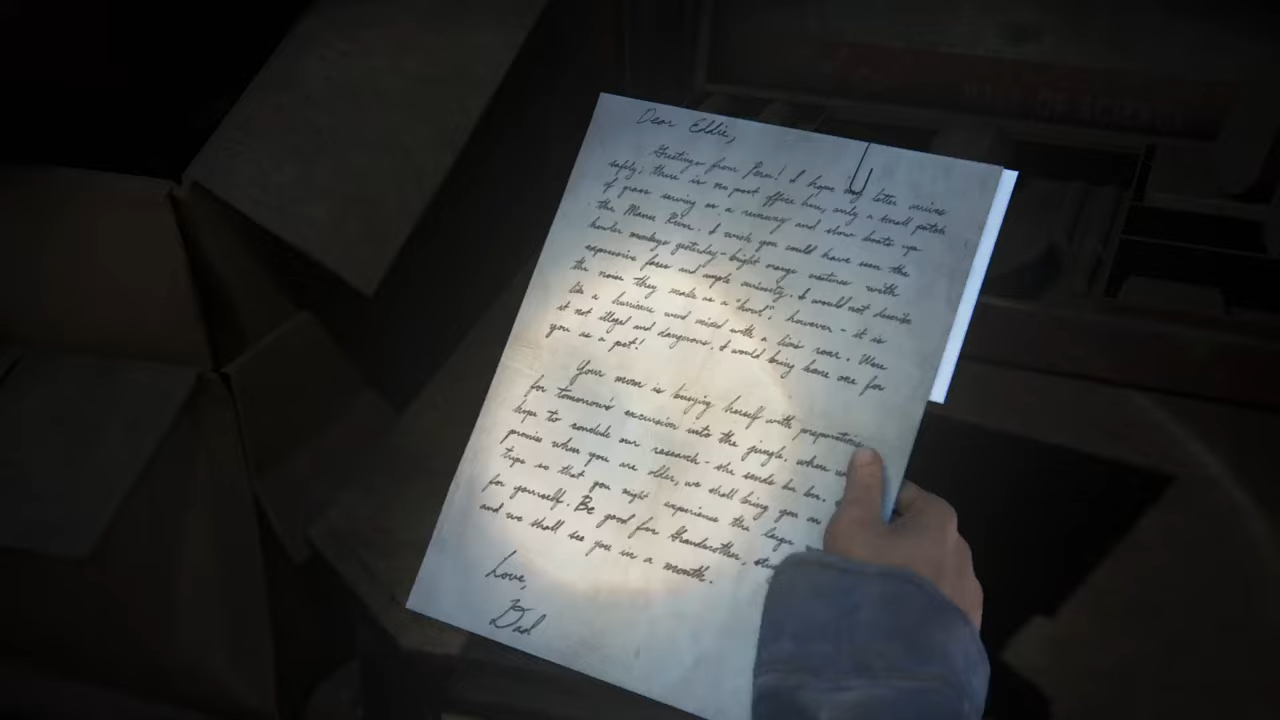 Dear Eddie,
Greetings from Peru! I hope my letter arrives
safely; there is no post office here, only a small patch
of grass serving as a runway and slow boats up
the Manu River. I wish you could have seen the
howler monkeys yesterday - bright orange creatures with
expressive faces and ample curiosity. I would not describe
the noise they make as a "howl", however - it is
like a hurricane wind mixed with a lion's roar. Were
it not illegal and dangerous, I would bring home one for
you as a pet!
Your mom is busying herself with preparations
for tomorrow's excursion into the jungle, where
hope to conclude our research - she sends her love.
promise when you are older, we shall bring you on
trips so that you might experience the
for yourself. Be good for Grandmother,
and we shall see you in a month.
Love,
Dad